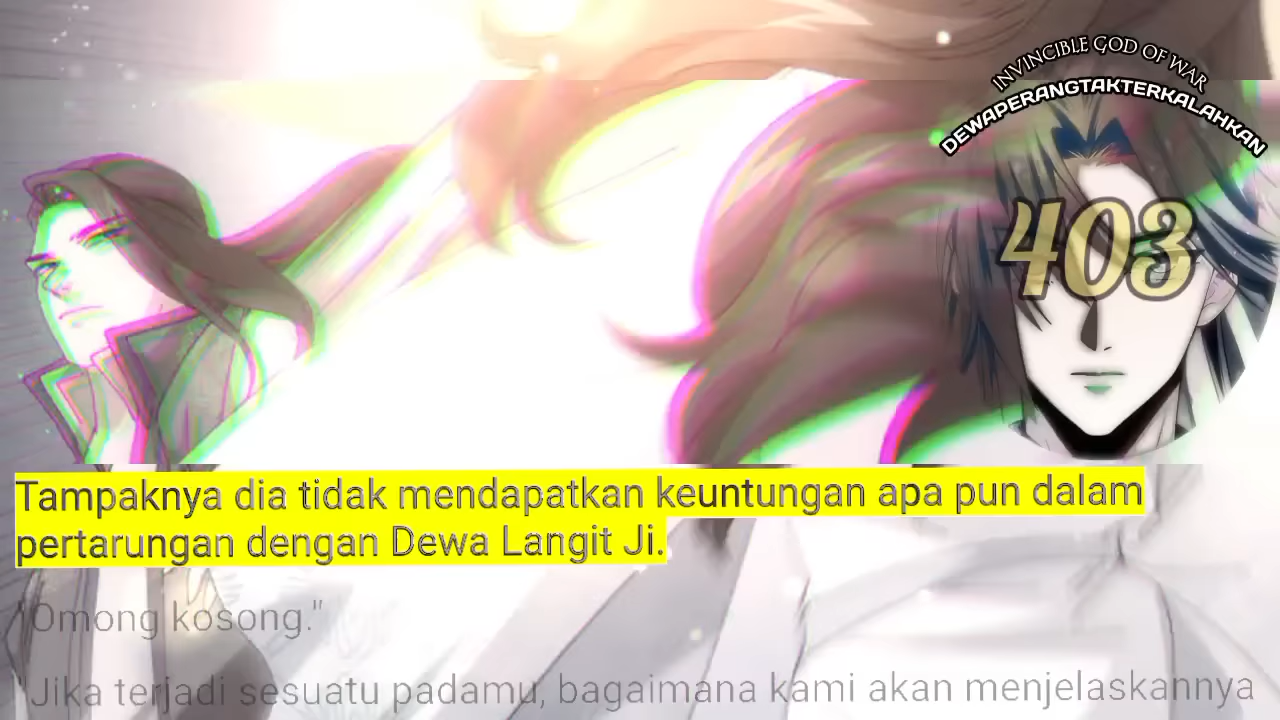 INVINCIBLE GOD OF WAR
DEWAPERANGTAKTERKALAHKAN
403
Tampaknya dia tidak mendapatkan keuntungan apa pun dalam
pertarungan dengan Dewa Langit Ji.
"Omong kosong."
"Jika terjadi sesuatu padamu, bagaimana kami akan menjelaskannya